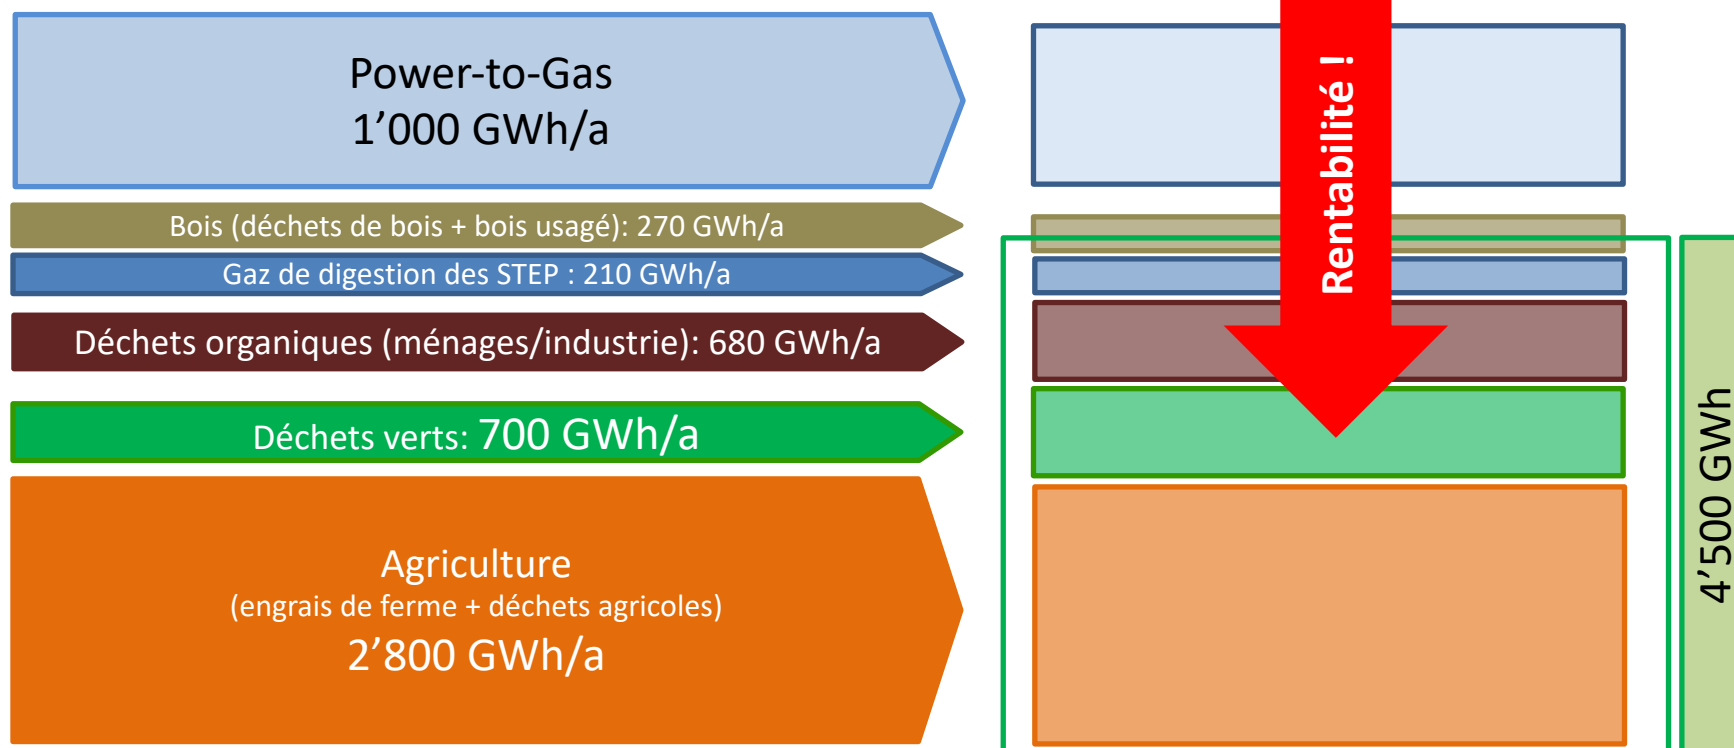 Power-to-Gas
1’000 GWh/a
Bois (déchets de bois + bois usagé): 270 GWh/a
Gaz de digestion des STEP : 210 GWh/a
Déchets organiques (ménages/industrie): 680 GWh/a
Déchets verts: 700 GWh/a
Agriculture
(engrais de ferme + déchets agricoles)
2’800 GWh/a
Rentabilité !
4’500 GWh